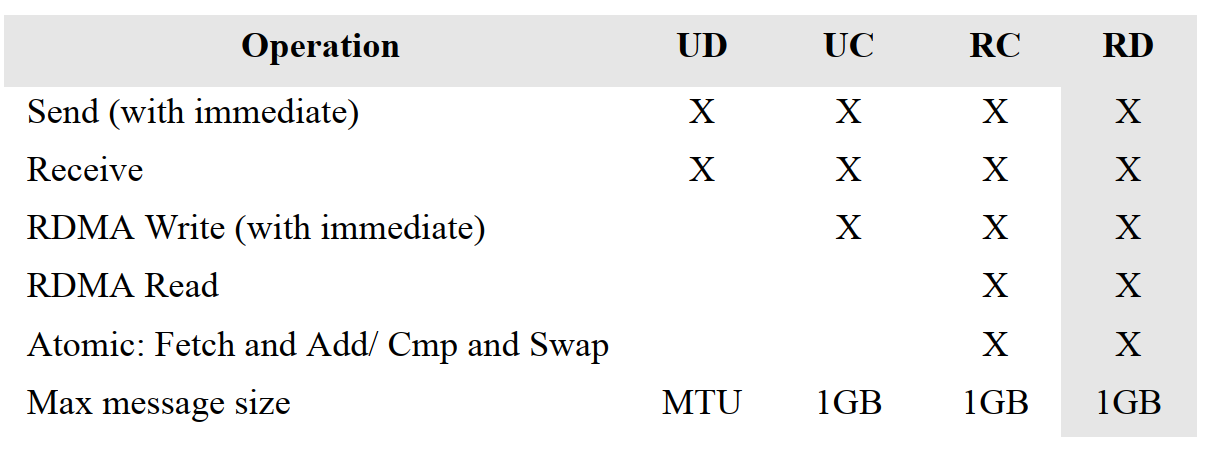 Operation UD UC RC RD
Send (with immediate) X X X X
Receive X X X X
RDMA Write (with immediate) X X X
RDMA Read X X
Atomic: Fetch and Add/ Cmp and Swap X X
Max message size MTU 1GB 1GB 1GB